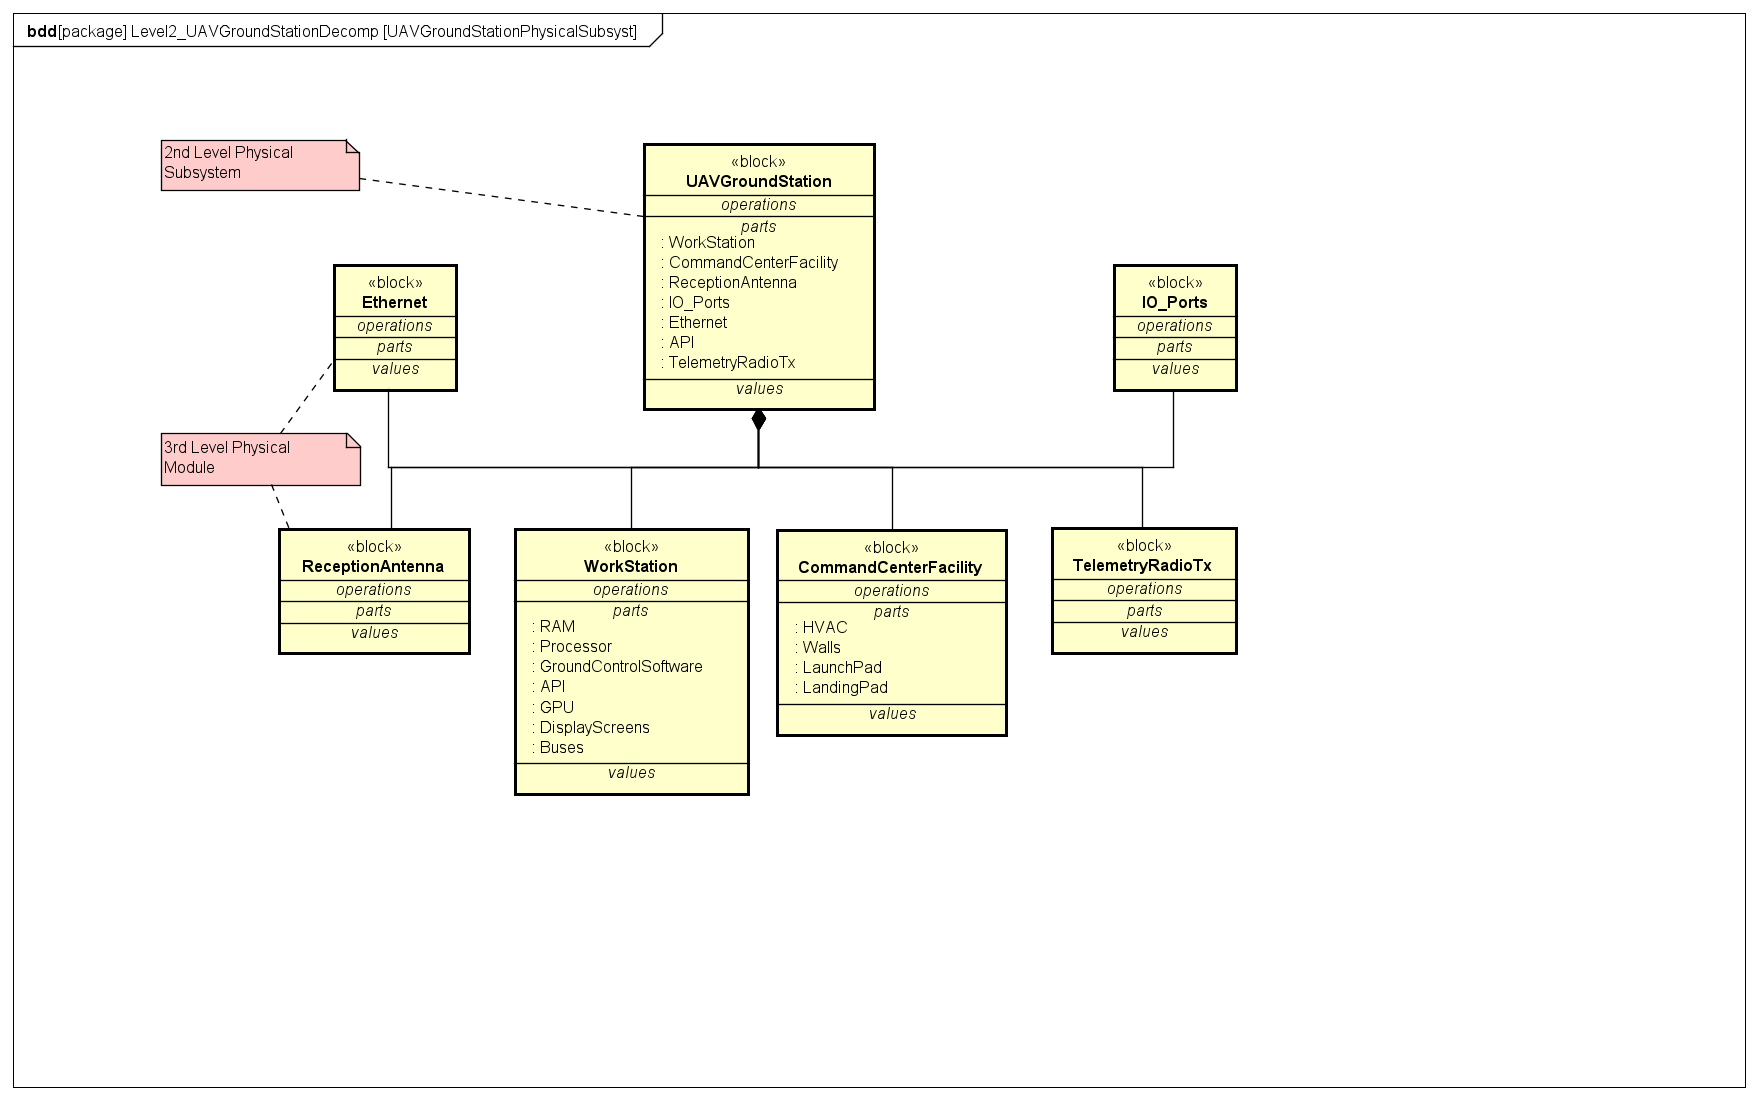 bdd[package] Level2_UAVGroundStationDecomp [UAVGroundStationPhysicalSubsyst]
2nd Level Physical
Subsystem
«block»
UAVGroundStation
operations
parts
: WorkStation
: CommandCenterFacility
: ReceptionAntenna
: IO_Ports
: Ethernet
: API
: TelemetryRadioTx
values
«block»
Ethernet
operations
parts
values
«block»
IO_Ports
operations
parts
values
3rd Level Physical
Module
«block»
ReceptionAntenna
operations
parts
values
«block»
WorkStation
operations
parts
: RAM
: Processor
: GroundControlSoftware
: API
: GPU
: DisplayScreens
: Buses
values
«block»
CommandCenterFacility
operations
parts
: HVAC
: Walls
: LaunchPad
: LandingPad
values
«block»
TelemetryRadioTx
operations
parts
values